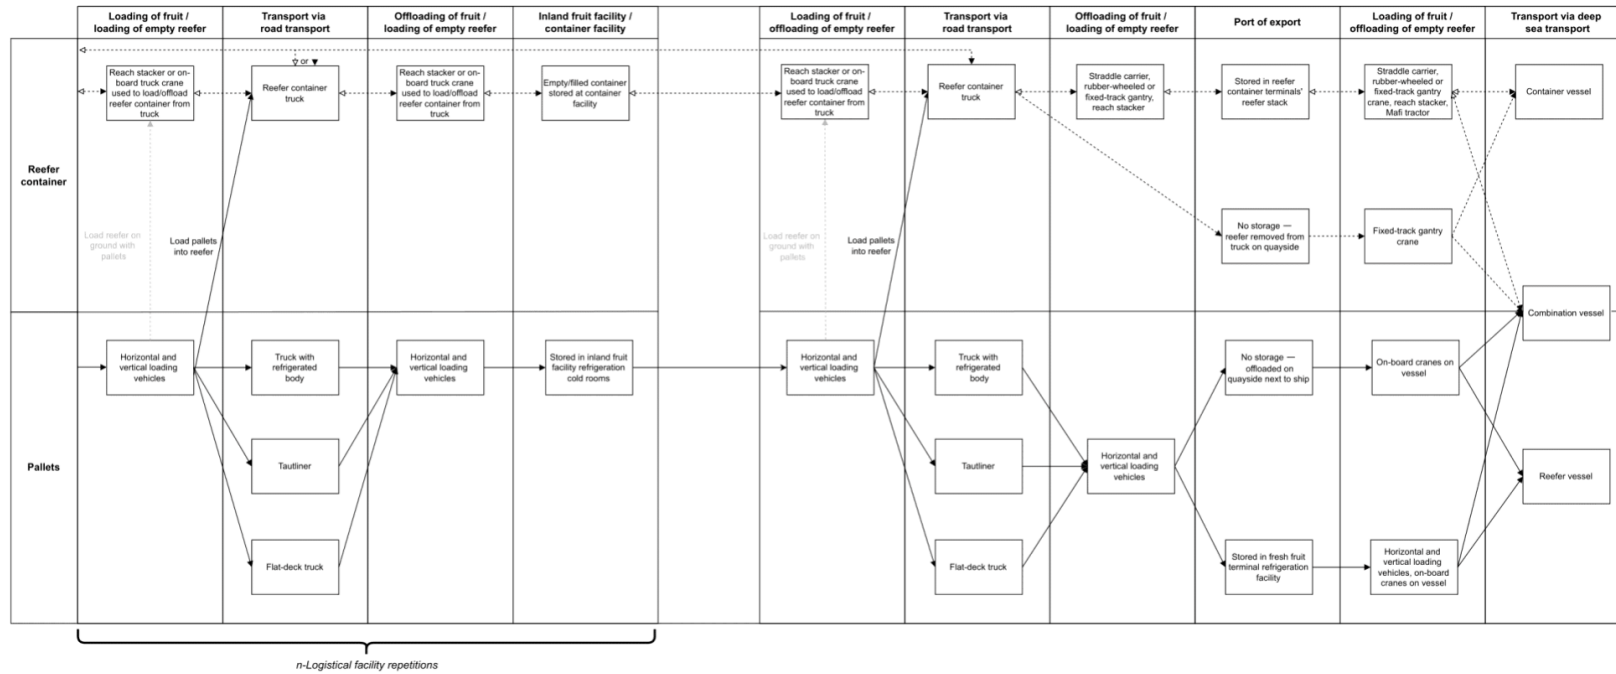 Loading of fruit /
loading of empty reefer
Transport via
road transport
Offloading of fruit /
loading of empty reefer
Inland fruit facility /
container facility
Loading of fruit /
offloading of empty reefer
Transport via
road transport
Offloading of fruit /
loading of empty reefer
Port of export
Loading of fruit /
offloading of empty reefer
Transport via deep
sea transport
Reefer
container
or
Reach stacker or on-
board truck crane
used to load/offload
reefer container from
truck
Reefer container
truck
Reach stacker or on-
board truck crane
used to load/offload
reefer container from
truck
Empty/filled container
stored at container
facility
Reach stacker or on-
board truck crane
used to load/offload
reefer container from
truck
Reefer container
truck
Straddle carrier,
rubber-wheeled or
fixed-track gantry,
reach stacker
Stored in reefer
container terminals'
reefer stack
Straddle carrier,
rubber-wheeled or
fixed-track gantry
crane, reach stacker,
Mafi tractor
Container vessel
Load reefer on
ground with
pallets
Load pallets
into reefer
Load reefer on
ground with
pallets
Load pallets
into reefer
No storage —
reefer removed from
truck on quayside
Fixed-track gantry
crane
Combination vessel
Pallets
Horizontal and
vertical loading
vehicles
Truck with
refrigerated
body
Horizontal and
vertical loading
vehicles
Stored in inland fruit
facility refrigeration
cold rooms
Horizontal and
vertical loading
vehicles
Truck with
refrigerated
body
No storage —
offloaded on
quayside next to ship
On-board cranes on
vessel
Tautliner
Tautliner
Horizontal and
vertical loading
vehicles
Reefer vessel
Flat-deck truck
Flat-deck truck
Stored in fresh fruit
terminal refrigeration
facility
Horizontal and
vertical loading
vehicles, on-board
cranes on vessel
n-Logistical facility repetitions